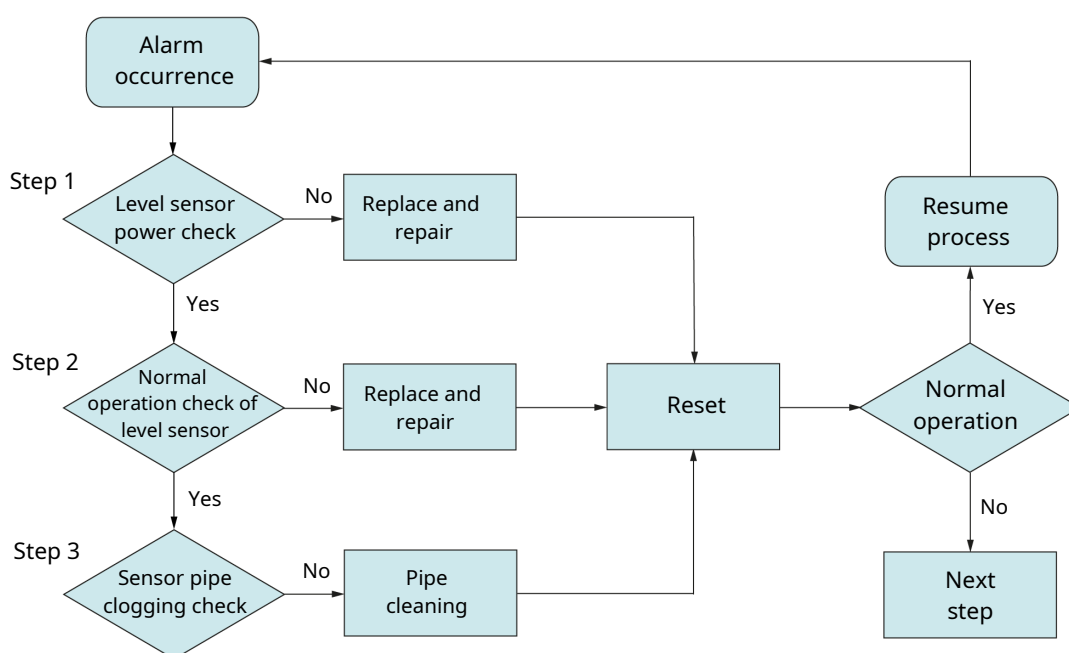 Alarm
occurrence
Step 1
Level sensor
power check
No
Replace and
repair
Resume
process
Yes
Yes
Step 2
Normal
operation check of
level sensor
No
Replace and
repair
Reset
Normal
operation
Yes
No
Step 3
Sensor pipe
clogging check
No
Pipe
cleaning
Next
step